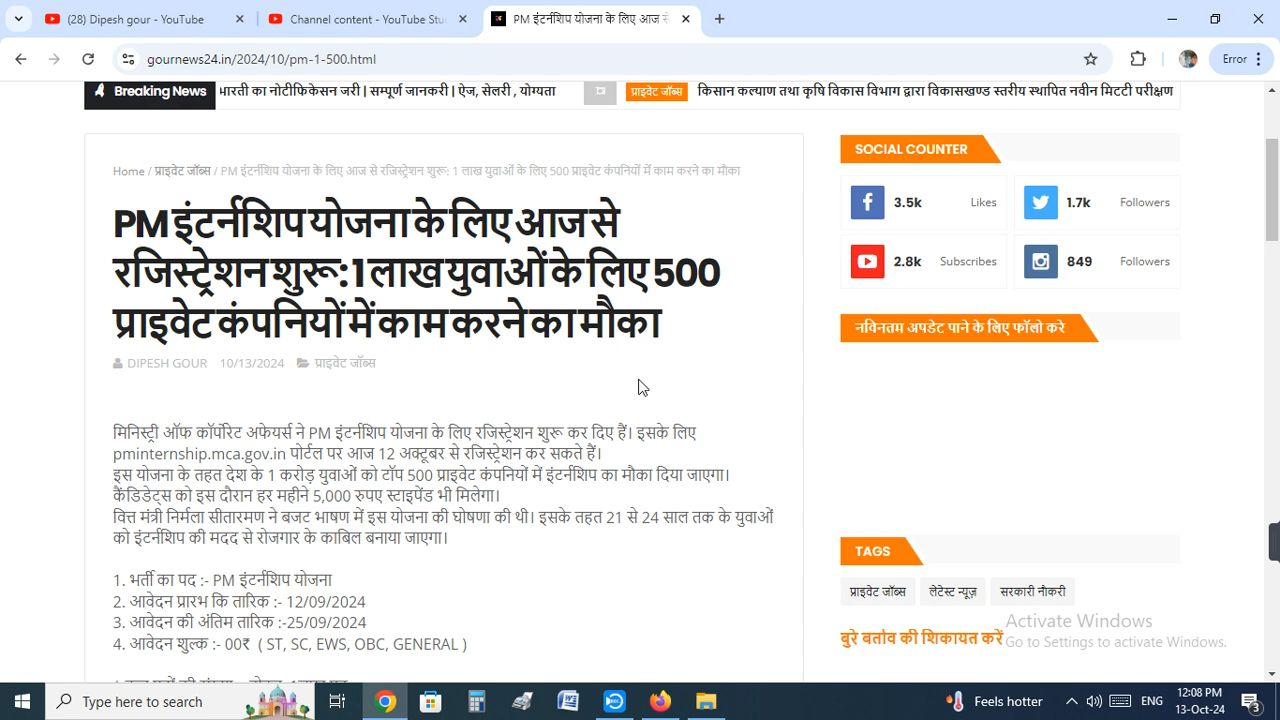 (28) Dipesh gour - YouTube
Channel content - YouTube Stu
PM इंटर्नशिप योजना के लिए आज से
gournews24.in/2024/10/pm-1-500.html
Error
Breaking News
भारती का नोटीफिकेसन जरी | सम्पूर्ण जानकरी | ऐज, सेलरी , योग्यता
प्राइवेट जॉब्स
किसान कल्याण तथा कृषि विकास विभाग द्वारा विकासखण्ड स्तरीय स्थापित नवीन मिटटी परीक्षण
Home / प्राइवेट जॉब्स / PM इंटर्नशिप योजना के लिए आज से रजिस्ट्रेशन शुरू: 1 लाख युवाओं के लिए 500 प्राइवेट कंपनियों में काम करने का मौका
PM इंटर्नशिप योजना के लिए आज से
रजिस्ट्रेशन शुरू: 1 लाख युवाओं के लिए 500
प्राइवेट कंपनियों में काम करने का मौका
DIPESH GOUR 10/13/2024 प्राइवेट जॉब्स
मिनिस्ट्री ऑफ कॉर्पोरेट अफेयर्स ने PM इंटर्नशिप योजना के लिए रजिस्ट्रेशन शुरू कर दिए हैं। इसके लिए
pminternship.mca.gov.in पोर्टल पर आज 12 अक्टूबर से रजिस्ट्रेशन कर सकते हैं।
इस योजना के तहत देश के 1 करोड़ युवाओं को टॉप 500 प्राइवेट कंपनियों में इंटर्नशिप का मौका दिया जाएगा।
कैंडिडेट्स को इस दौरान हर महीने 5,000 रुपए स्टाइपेंड भी मिलेगा।
वित्त मंत्री निर्मला सीतारमण ने बजट भाषण में इस योजना की घोषणा की थी। इसके तहत 21 से 24 साल तक के युवाओं
को इंटर्नशिप की मदद से रोजगार के काबिल बनाया जाएगा।
1. भर्ती का पद :- PM इंटर्नशिप योजना
2. आवेदन प्रारभ कि तारिक :- 12/09/2024
3. आवेदन की अंतिम तारिक :-25/09/2024
4. आवेदन शुल्क :- 00₹ ( ST, SC, EWS, OBC, GENERAL )
SOCIAL COUNTER
3.5k Likes
1.7k Followers
2.8k Subscribes
849 Followers
नविनतम अपडेट पाने के लिए फॉलो करे
TAGS
प्राइवेट जॉब्स
लेटेस्ट न्यूज़
सरकारी नौकरी
बुरे बर्ताव की शिकायत करें
Activate Windows
Go to Settings to activate Windows.
Type here to search
Feels hotter
ENG
12:08 PM
13-Oct-24
3